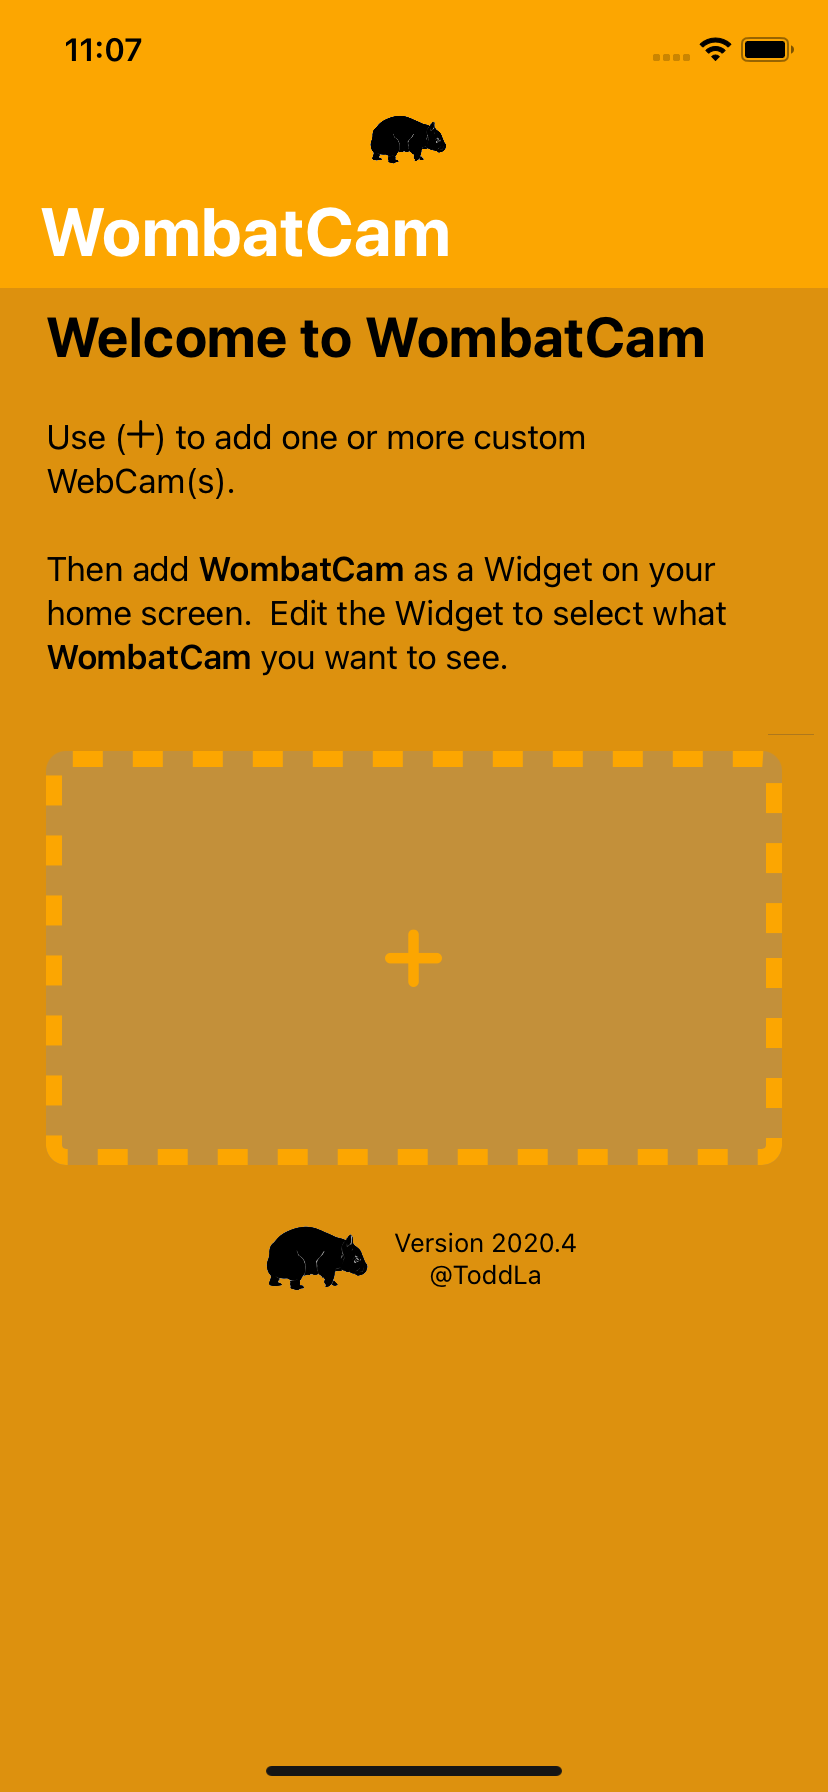 11:07
WombatCam
Welcome to WombatCam
Use (+) to add one or more custom
WebCam(s).
Then add WombatCam as a Widget on your
home screen.  Edit the Widget to select what
WombatCam you want to see.
Version 2020.4
@ToddLa